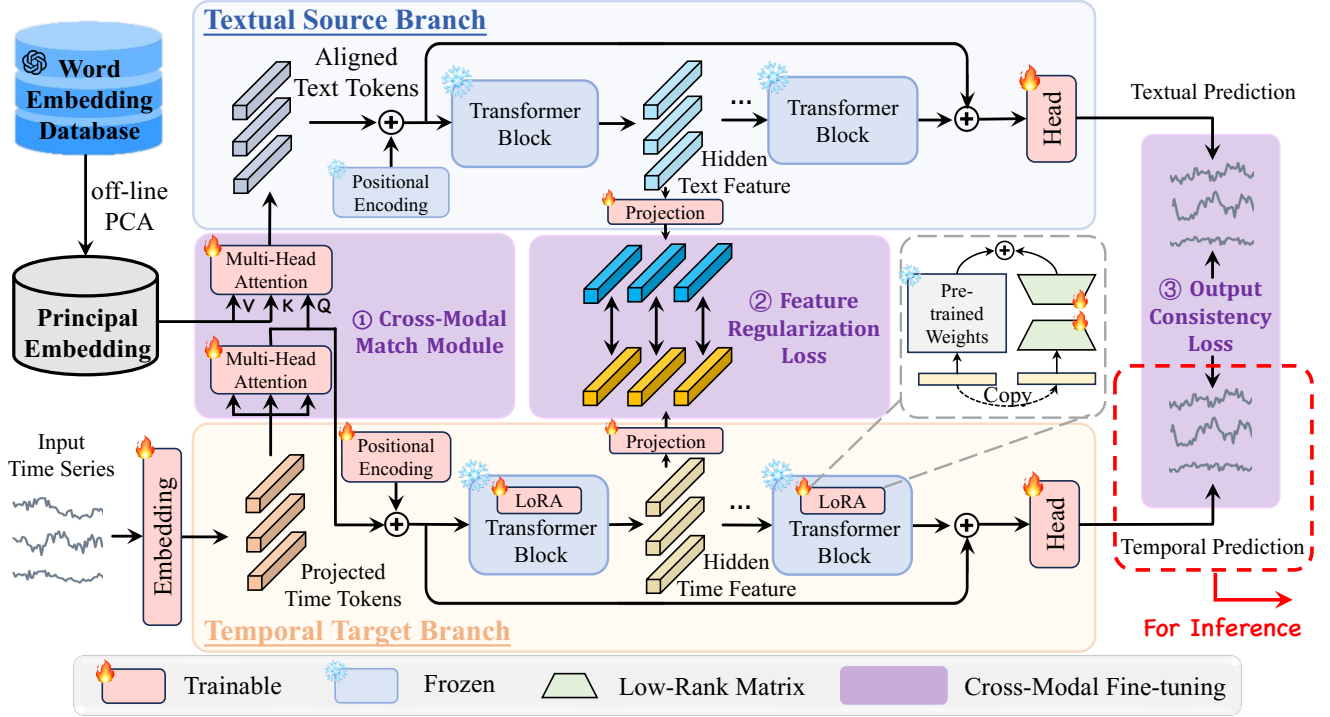 Textual Source Branch
Word
Embedding
Database
off-line
PCA
Principal
Embedding
Aligned
Text Tokens
Positional
Encoding
Transformer
Block
...
Hidden
Text Feature
Transformer
Block
Head
Textual Prediction
Projection
Multi-Head
Attention
V
K
Q
Multi-Head
Attention
① Cross-Modal
Match Module
② Feature
Regularization
Loss
Pre-
trained
Weights
Copy
③ Output
Consistency
Loss
Input
Time Series
Embedding
Projected
Time Tokens
Positional
Encoding
LoRA
Transformer
Block
Projection
...
Hidden
Time Feature
LoRA
Transformer
Block
Head
Temporal Prediction
For Inference
Temporal Target Branch
Trainable
Frozen
Low-Rank Matrix
Cross-Modal Fine-tuning